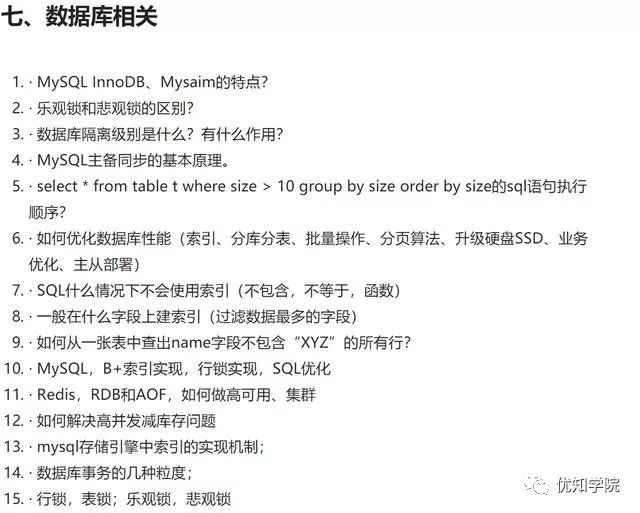 七、数据库相关
1. · MySQL InnoDB、Mysaim的特点？
2. · 乐观锁和悲观锁的区别？
3. · 数据库隔离级别是什么？有什么作用？
4. · MySQL主备同步的基本原理。
5. · select * from table t where size > 10 group by size order by size的sql语句执行
顺序？
6. · 如何优化数据库性能（索引、分库分表、批量操作、分页算法、升级硬盘SSD、业务
优化、主从部署）
7. · SQL什么情况下不会使用索引（不包含，不等于，函数）
8. · 一般在什么字段上建索引（过滤数据最多的字段）
9. · 如何从一张表中查出name字段不包含“XYZ”的所有行？
10. · MySQL，B+索引实现，行锁实现，SQL优化
11. · Redis，RDB和AOF，如何做高可用、集群
12. · 如何解决高并发减库存问题
13. · mysql存储引擎中索引的实现机制；
14. · 数据库事务的几种粒度；
15. · 行锁，表锁；乐观锁，悲观锁
优知学院